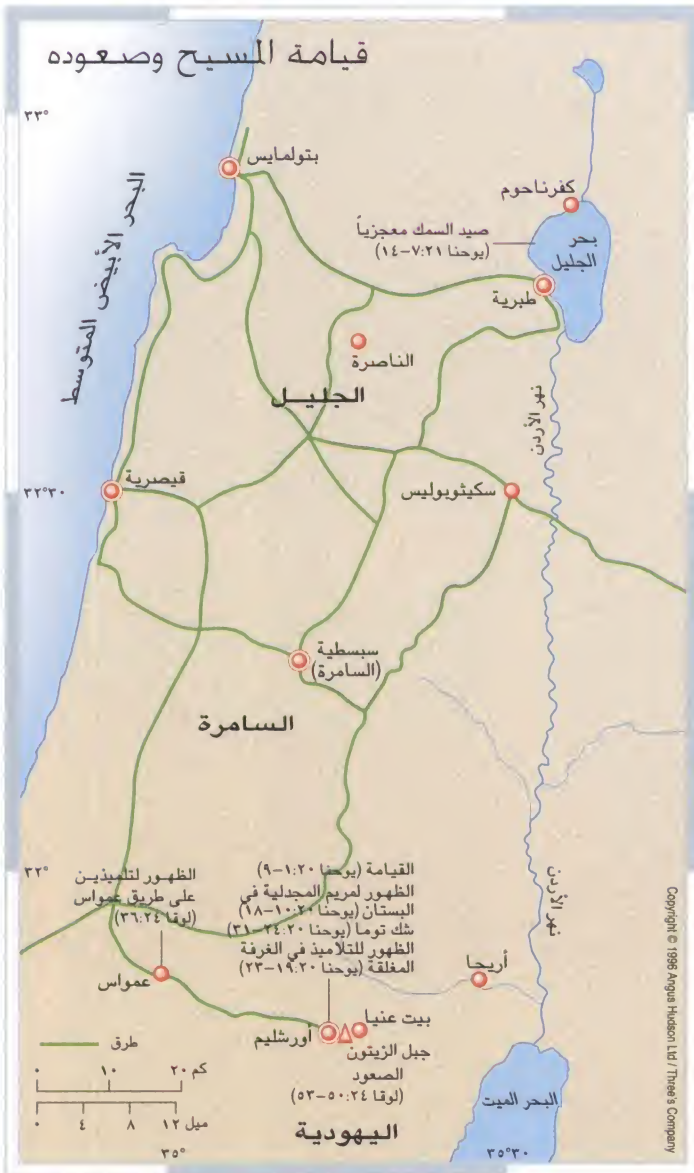 قيامة المسيح وصعوده
٣٣°
بتولمايس
البحر الأبيض المتوسط
كفرناحوم
صيد السمك معجزياً
(يوحنا ٧:٢١-١٤)
بحر
الجليل
طبرية
الناصرة
الجليل
نهر الأردن
٣٢°٣٠
قيصرية
سكيثوبوليس
سبسطية
(السامرة)
السامرة
٣٢°
الظهور لتلميذين
على طريق عمواس
(لوقا ٣٦:٢٤)
القيامة (يوحنا ١:٢٠-٩)
الظهور لمريم المجدلية في
البستان (يوحنا ١٠:٢٠-١٨)
شك توما (يوحنا ٢٤:٢٠-٣١)
الظهور للتلاميذ في الغرفة
المغلقة (يوحنا ١٩:٢٠-٢٣)
نهر الأردن
عمواس
أريحا
بيت عنيا
أورشليم
جبل الزيتون
الصعود
(لوقا ٥٠:٢٤-٥٣)
البحر الميت
اليهودية
طرق
٠ ١٠ ٢٠ كم
٠ ٤ ٨ ١٢ ميل
٣٥°
٣٥°٣٠
Copyright © 1996 Angus Hudson Ltd / Three's Company